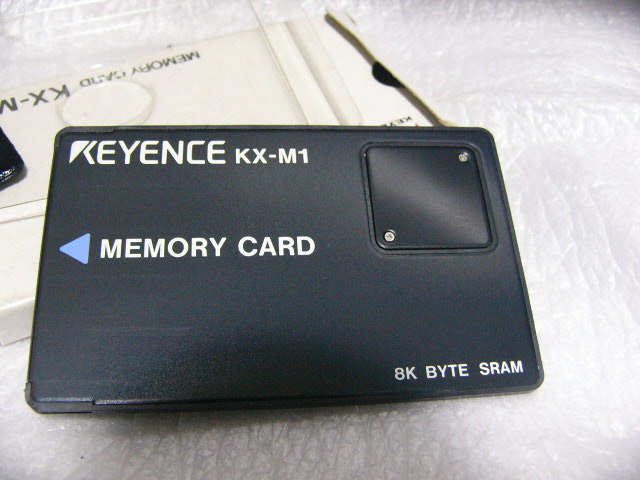 MEMORY CARD KX-M
KEYENCE KX-M1
MEMORY CARD
8K BYTE SRAM